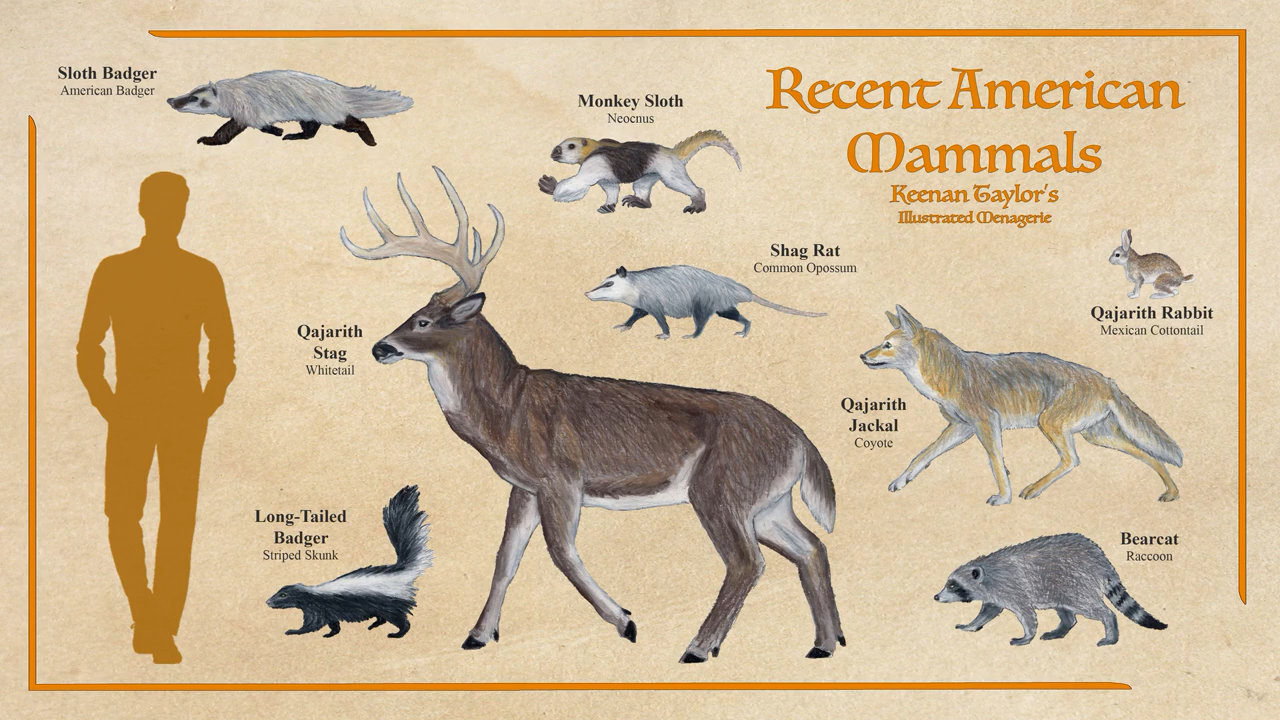 Recent American
Mammals
Keenan Taylor's
Illustrated Menagerie
Sloth Badger
American Badger
Monkey Sloth
Neocnus
Shag Rat
Common Opossum
Qajarith Rabbit
Mexican Cottontail
Qajarith
Stag
Whitetail
Qajarith
Jackal
Coyote
Long-Tailed
Badger
Striped Skunk
Bearcat
Raccoon